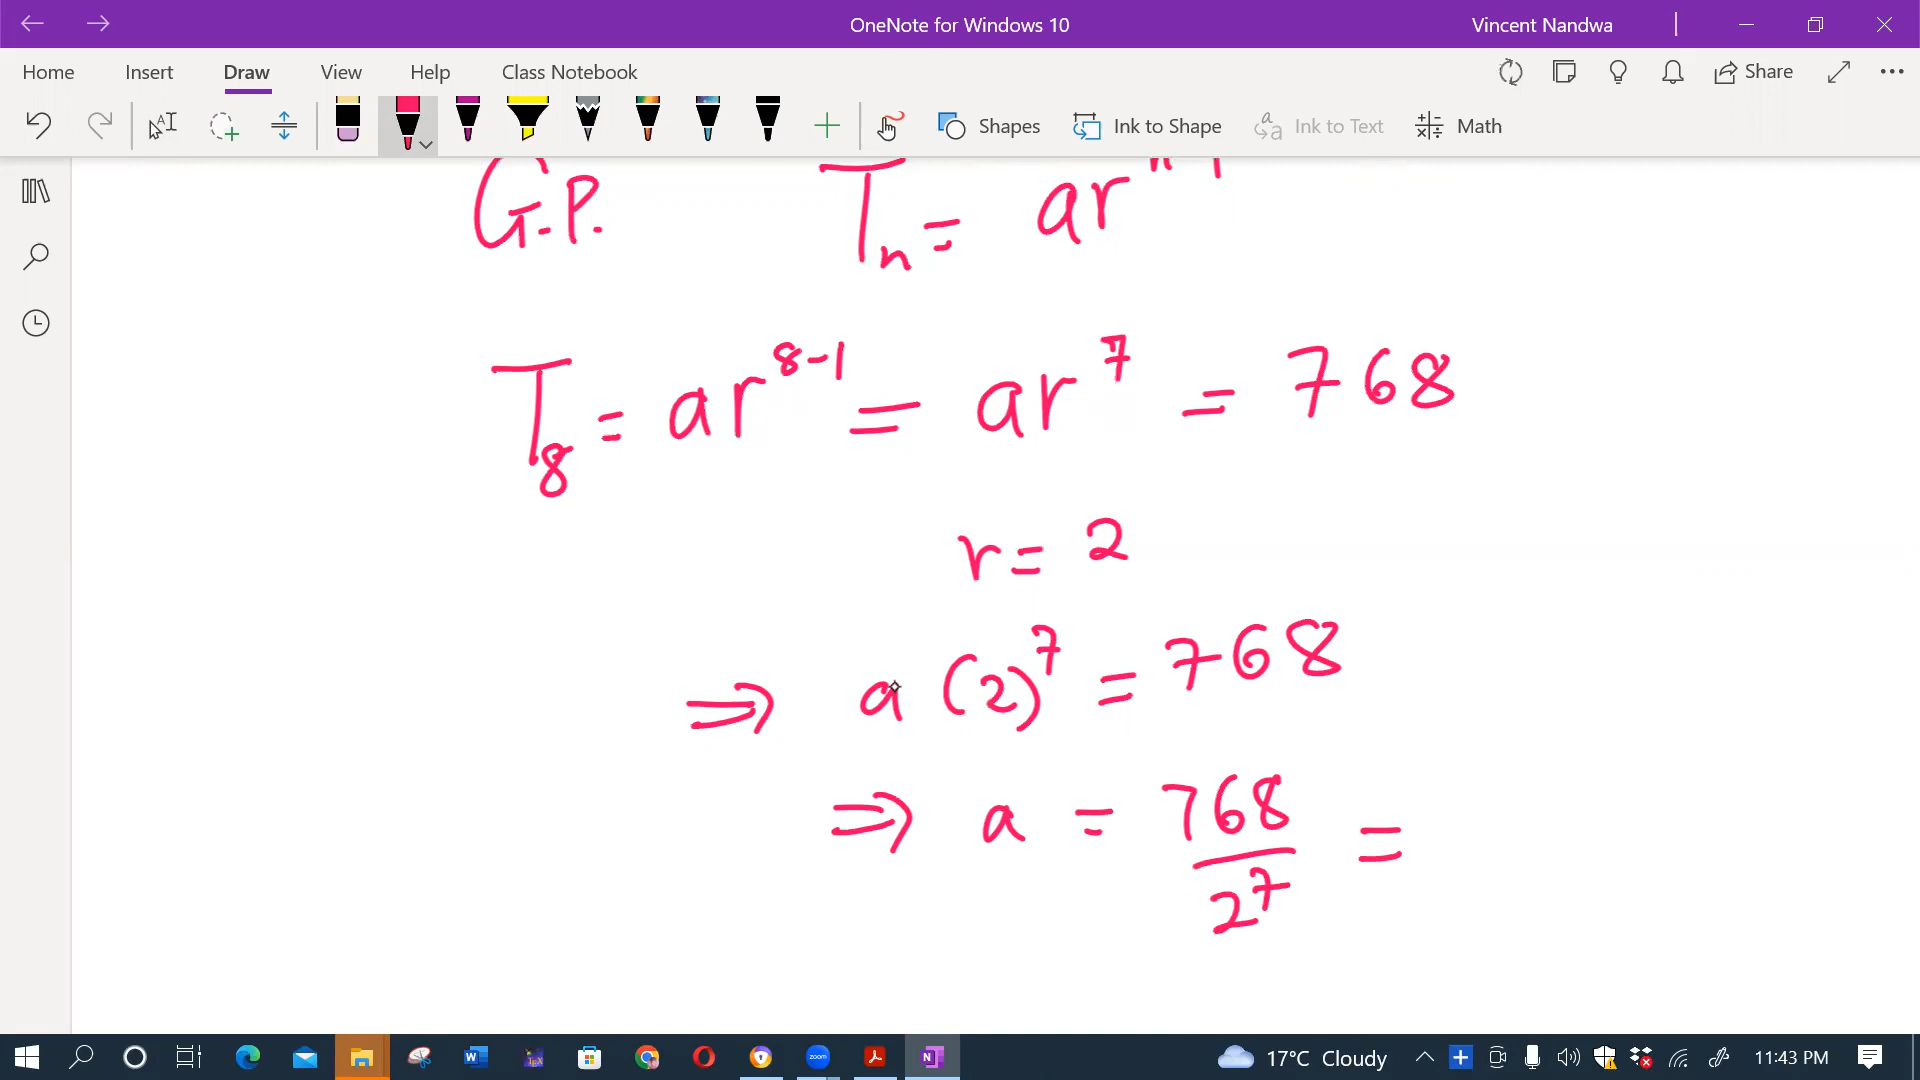 OneNote for Windows 10
Vincent Nandwa
Home Insert Draw View Help Class Notebook Share
Shapes Ink to Shape Ink to Text Math
G.P. Tₙ = arⁿ⁻¹
T₈ = ar⁸⁻¹ = ar⁷ = 768
r = 2
⇒ a (2)⁷ = 768
⇒ a = 768/2⁷ =
17°C Cloudy 11:43 PM